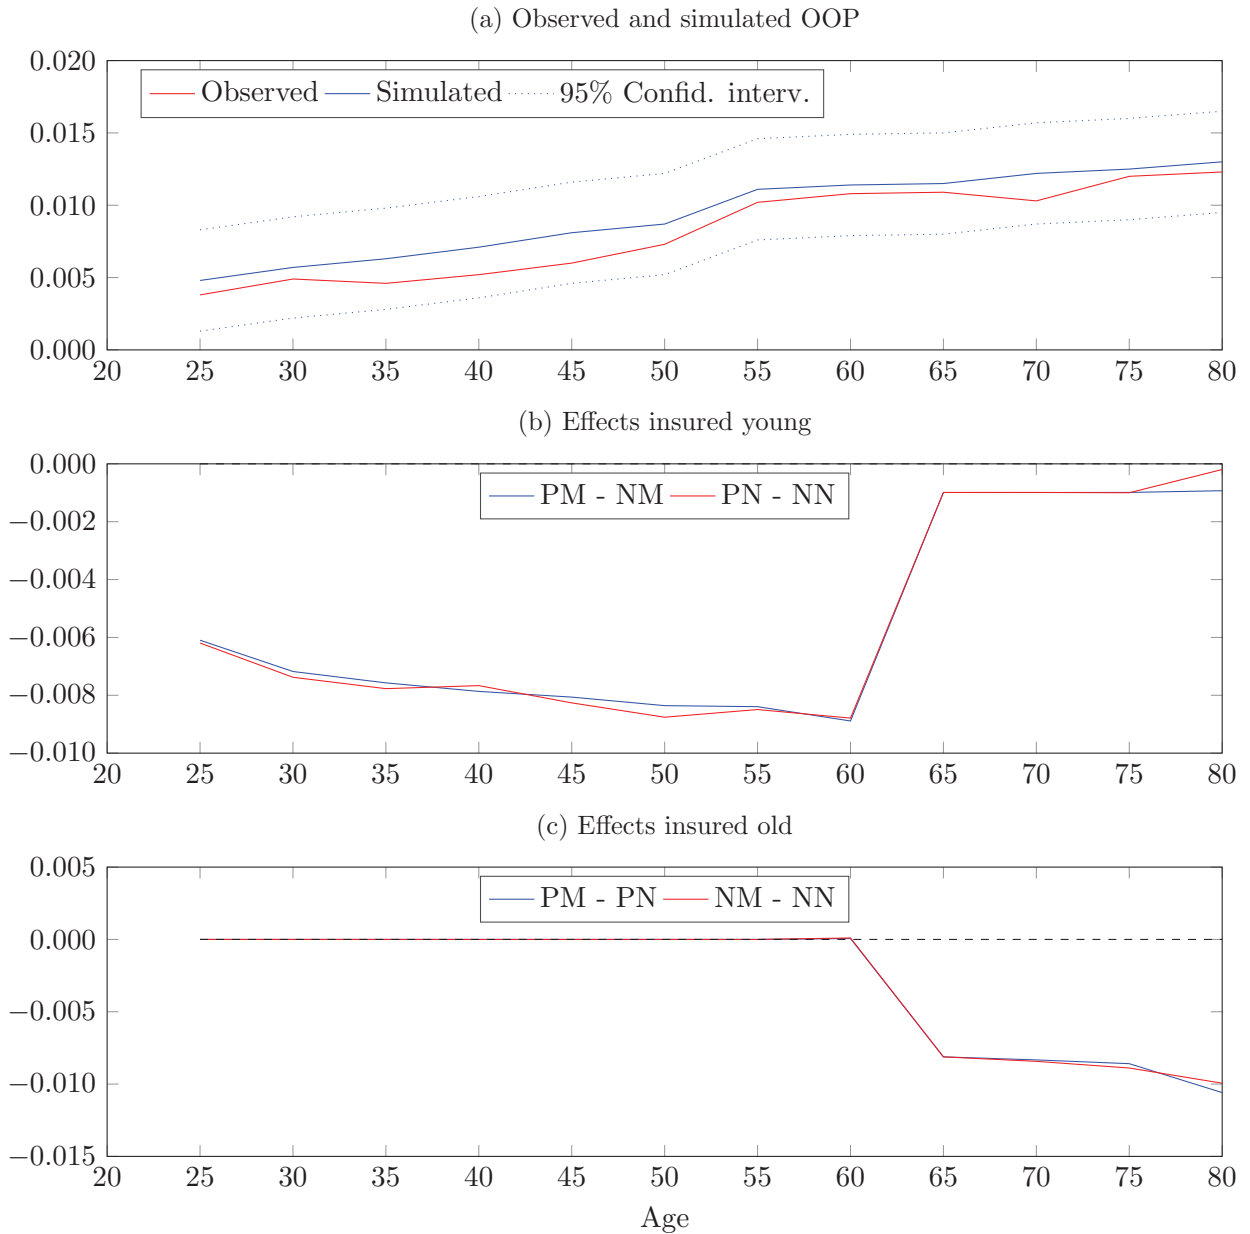 (a) Observed and simulated OOP
0.020
0.015
0.010
0.005
0.000
Observed Simulated 95% Confid. interv.
20 25 30 35 40 45 50 55 60 65 70 75 80
(b) Effects insured young
0.000
−0.002
−0.004
−0.006
−0.008
−0.010
PM - NM PN - NN
20 25 30 35 40 45 50 55 60 65 70 75 80
(c) Effects insured old
0.005
0.000
−0.005
−0.010
−0.015
PM - PN NM - NN
20 25 30 35 40 45 50 55 60 65 70 75 80
Age